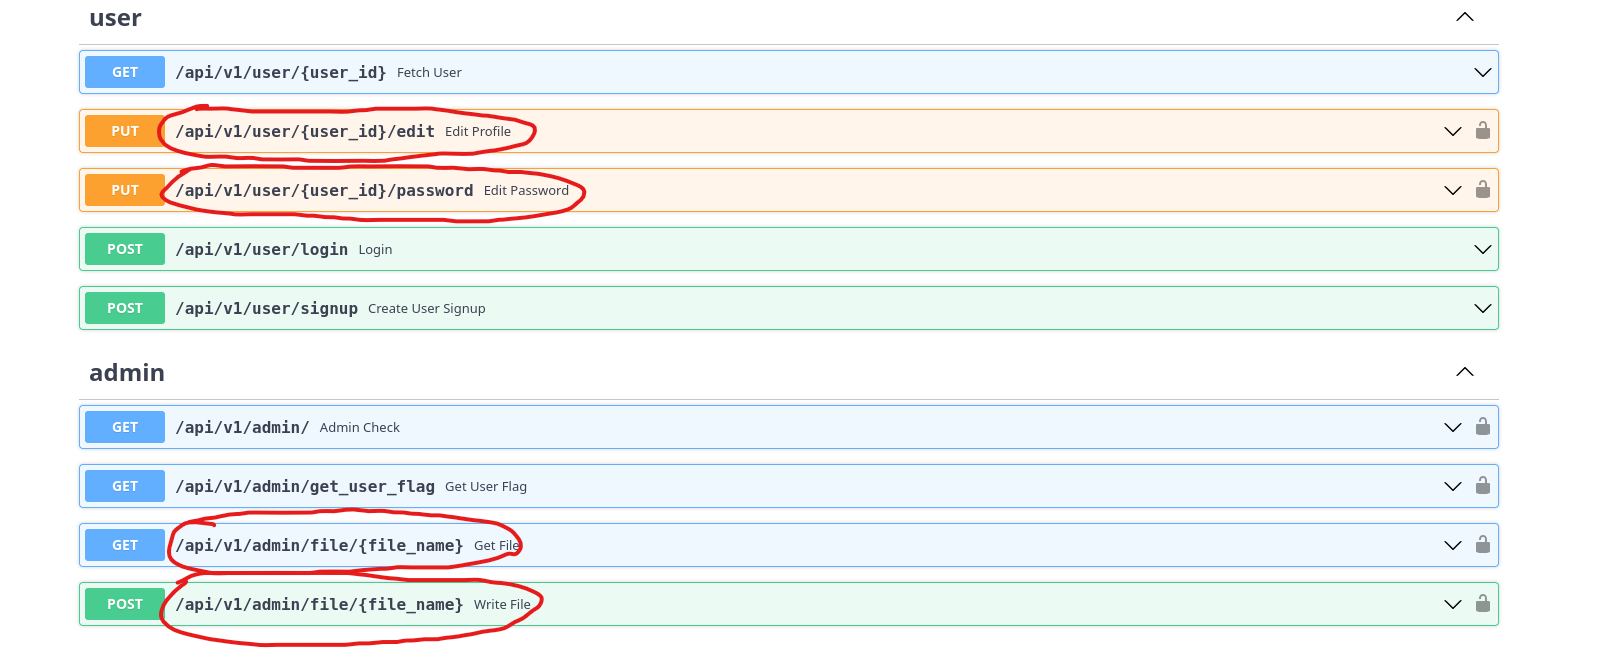 user
GET /api/v1/user/{user_id} Fetch User
PUT /api/v1/user/{user_id}/edit Edit Profile
PUT /api/v1/user/{user_id}/password Edit Password
POST /api/v1/user/login Login
POST /api/v1/user/signup Create User Signup
admin
GET /api/v1/admin/ Admin Check
GET /api/v1/admin/get_user_flag Get User Flag
GET /api/v1/admin/file/{file_name} Get File
POST /api/v1/admin/file/{file_name} Write File